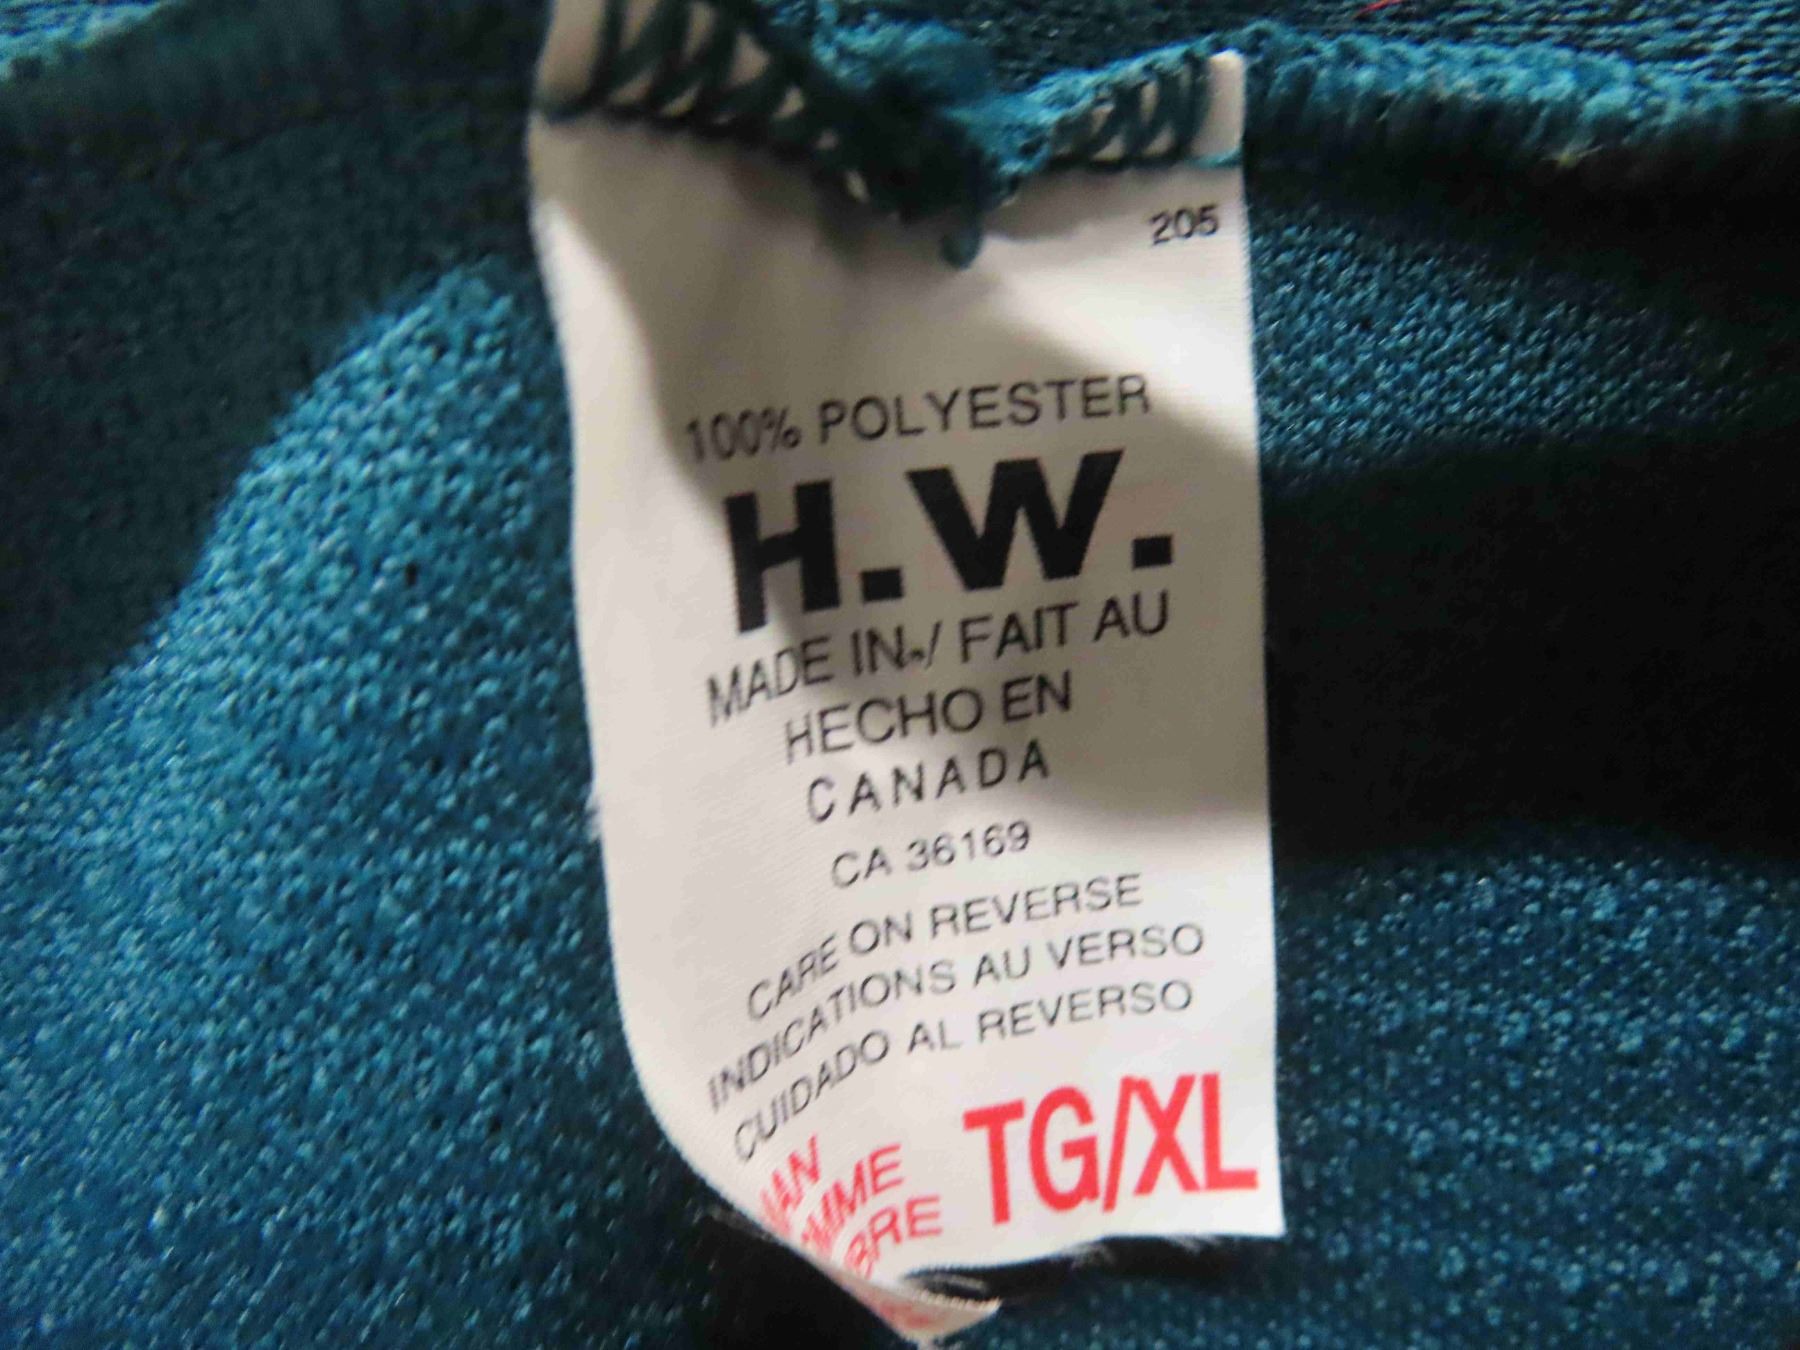 205
100% POLYESTER
H.W.
MADE IN / FAIT AU
HECHO EN
CANADA
CA 36169
CARE ON REVERSE
INDICATIONS AU VERSO
CUIDADO AL REVERSO
TG/XL